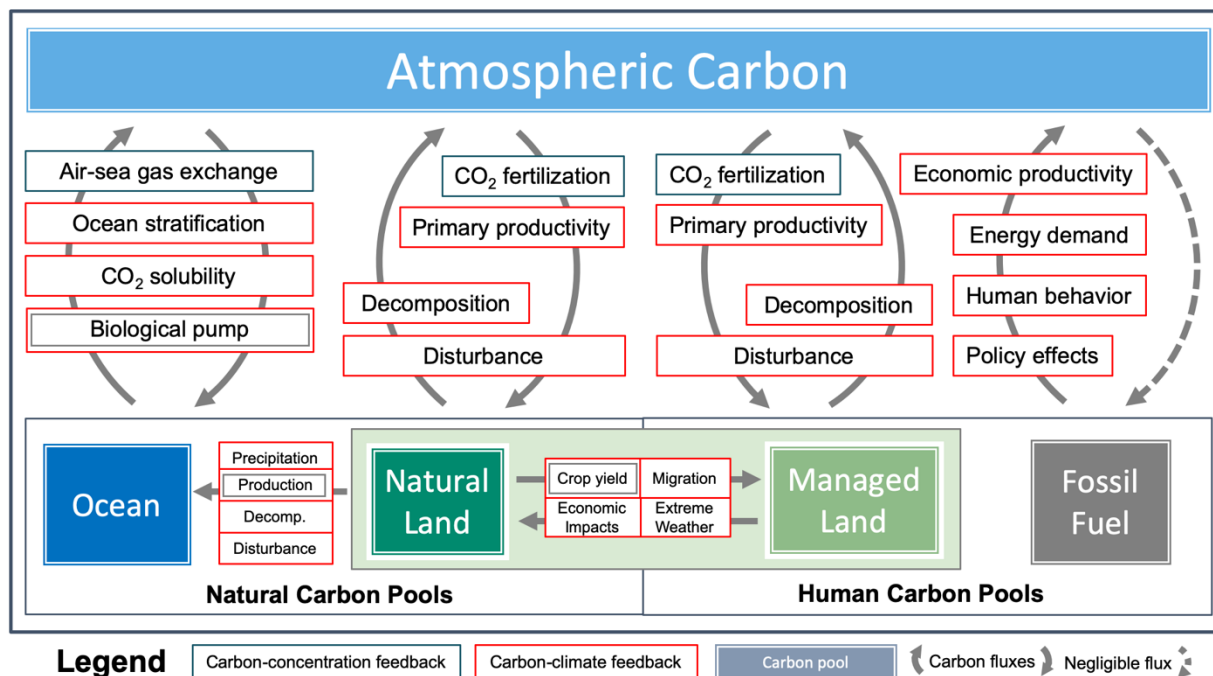 Atmospheric Carbon
Air-sea gas exchange
Ocean stratification
CO₂ solubility
Biological pump
CO₂ fertilization
Primary productivity
Decomposition
Disturbance
CO₂ fertilization
Primary productivity
Decomposition
Disturbance
Economic productivity
Energy demand
Human behavior
Policy effects
Ocean
Precipitation
Production
Decomp.
Disturbance
Natural
Land
Crop yield
Migration
Economic
Impacts
Extreme
Weather
Managed
Land
Fossil
Fuel
Natural Carbon Pools
Human Carbon Pools
Legend
Carbon-concentration feedback
Carbon-climate feedback
Carbon pool
Carbon fluxes
Negligible flux